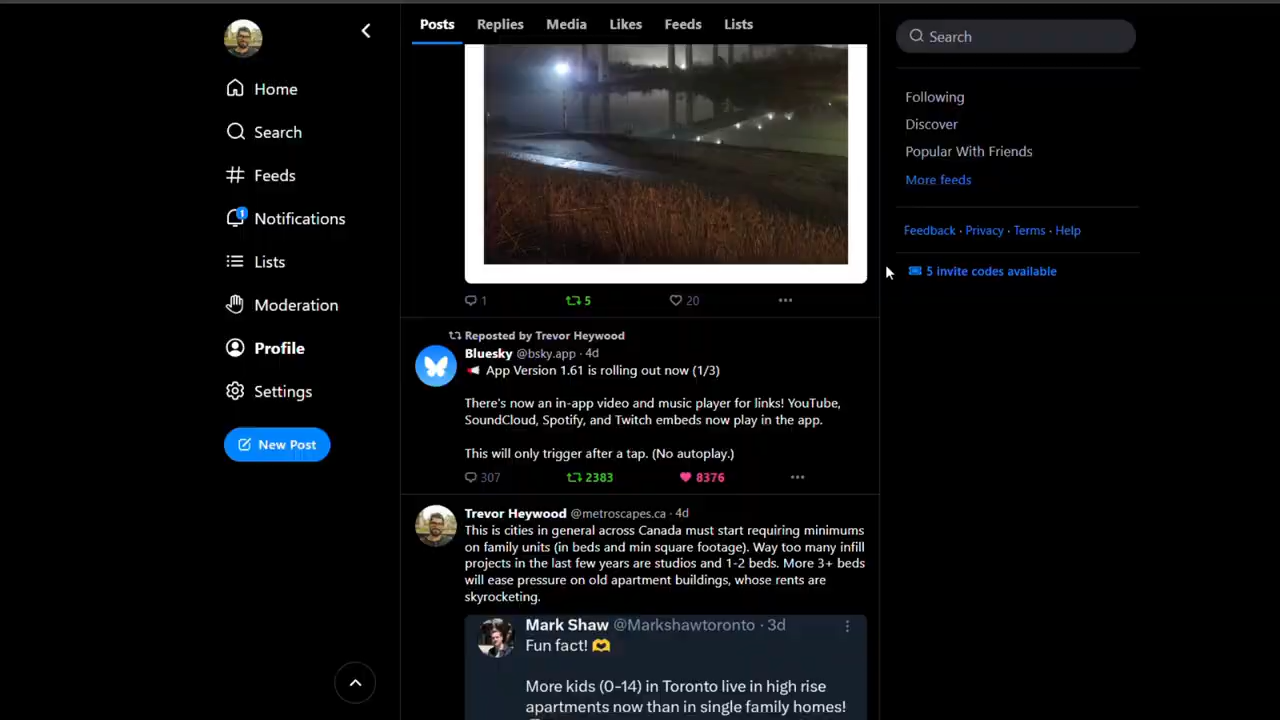 Home
Search
Feeds
1
Notifications
Lists
Moderation
Profile
Settings
New Post
Posts Replies Media Likes Feeds Lists
1 5 20
Reposted by Trevor Heywood
Bluesky @bsky.app · 4d
📣 App Version 1.61 is rolling out now (1/3)
There's now an in-app video and music player for links! YouTube,
SoundCloud, Spotify, and Twitch embeds now play in the app.
This will only trigger after a tap. (No autoplay.)
307 2383 8376
Trevor Heywood @metroscapes.ca · 4d
This is cities in general across Canada must start requiring minimums
on family units (in beds and min square footage). Way too many infill
projects in the last few years are studios and 1-2 beds. More 3+ beds
will ease pressure on old apartment buildings, whose rents are
skyrocketing.
Mark Shaw @Markshawtoronto · 3d
Fun fact! 🫶
More kids (0-14) in Toronto live in high rise
apartments now than in single family homes!
Search
Following
Discover
Popular With Friends
More feeds
Feedback · Privacy · Terms · Help
5 invite codes available